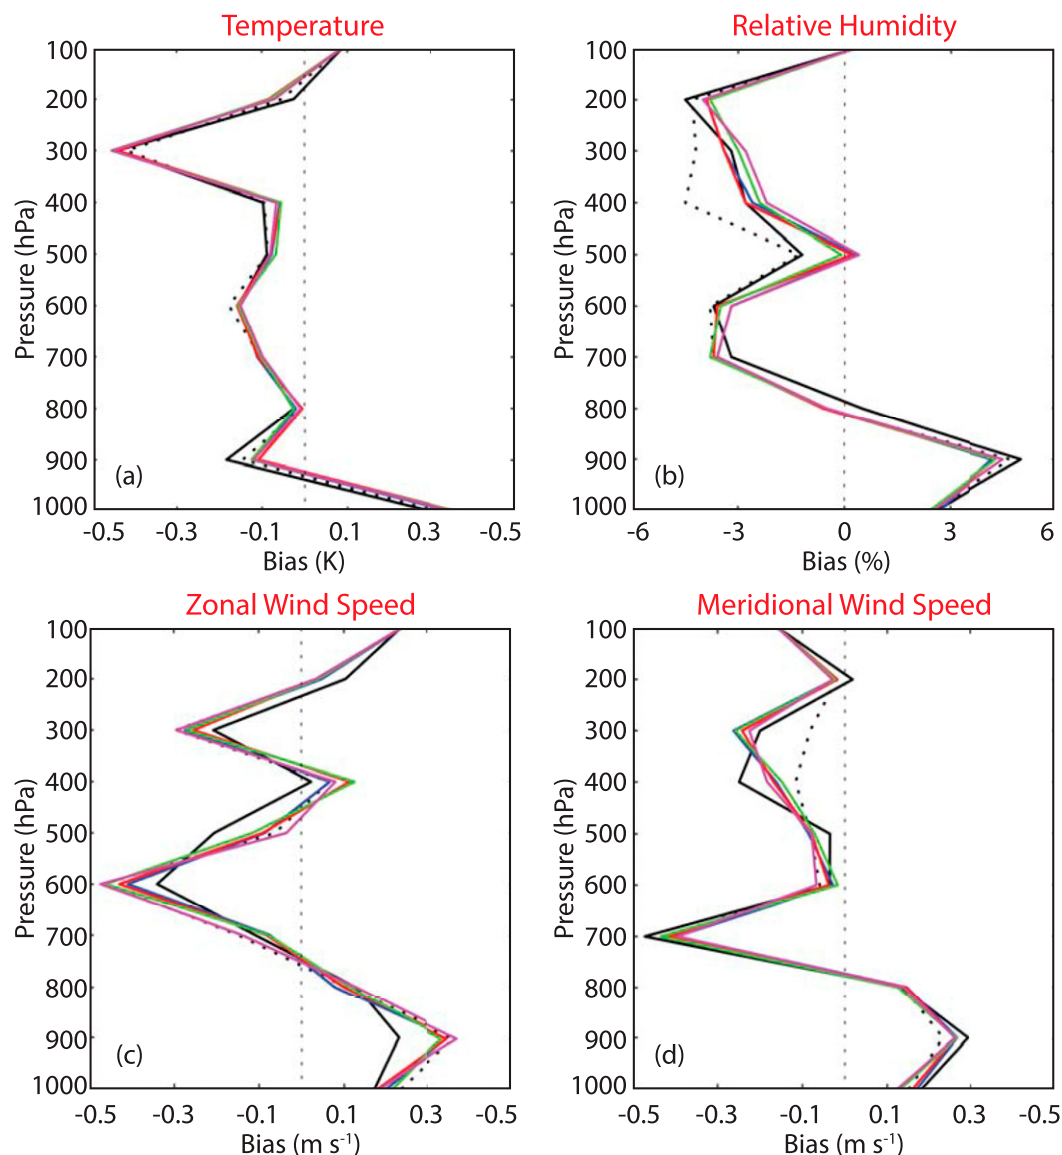 Temperature
100
200
300
400
500
600
700
800
900
1000
Pressure (hPa)
(a)
-0.5 -0.3 -0.1 0.1 0.3 -0.5
Bias (K)
Relative Humidity
100
200
300
400
500
600
700
800
900
1000
Pressure (hPa)
(b)
-6 -3 0 3 6
Bias (%)
Zonal Wind Speed
100
200
300
400
500
600
700
800
900
1000
Pressure (hPa)
(c)
-0.5 -0.3 -0.1 0.1 0.3 -0.5
Bias (m s-1)
Meridional Wind Speed
100
200
300
400
500
600
700
800
900
1000
Pressure (hPa)
(d)
-0.5 -0.3 -0.1 0.1 0.3 -0.5
Bias (m s-1)